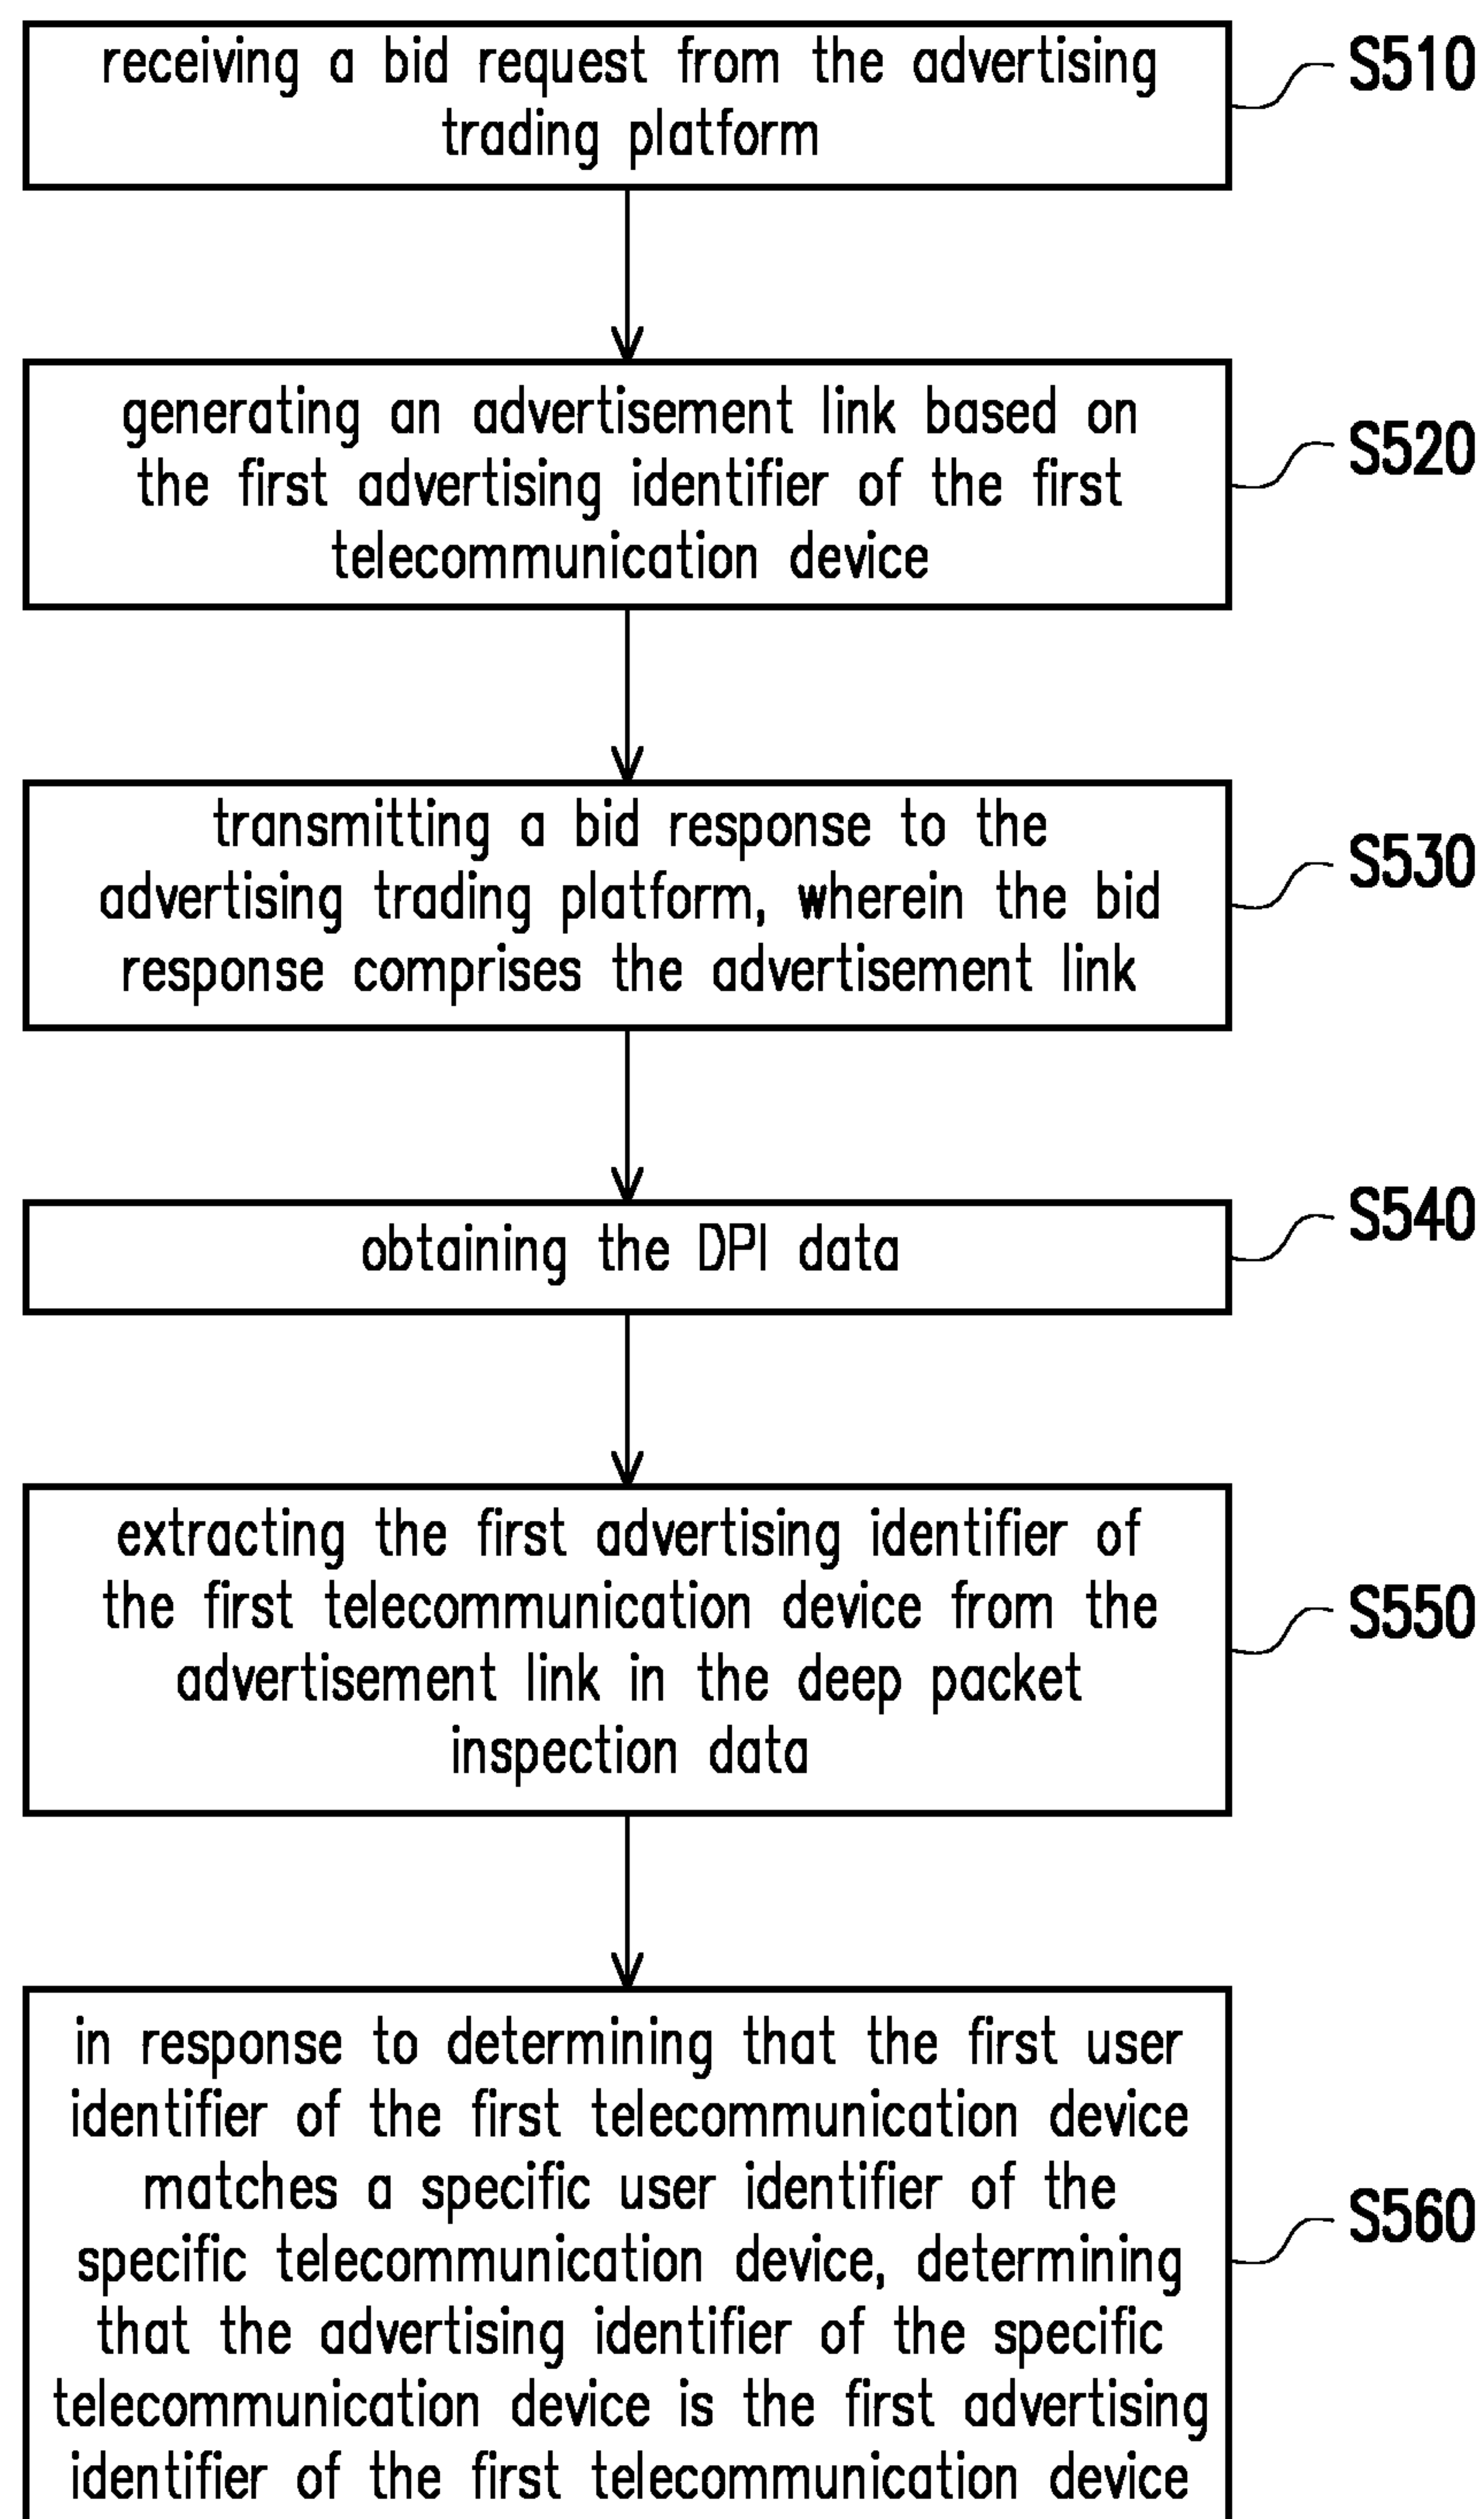 receiving a bid request from the advertising
trading platform
S510
generating an advertisement link based on
the first advertising identifier of the first
telecommunication device
S520
transmitting a bid response to the
advertising trading platform, wherein the bid
response comprises the advertisement link
S530
obtaining the DPI data
S540
extracting the first advertising identifier of
the first telecommunication device from the
advertisement link in the deep packet
inspection data
S550
in response to determining that the first user
identifier of the first telecommunication device
matches a specific user identifier of the
specific telecommunication device, determining
that the advertising identifier of the specific
telecommunication device is the first advertising
identifier of the first telecommunication device
S560